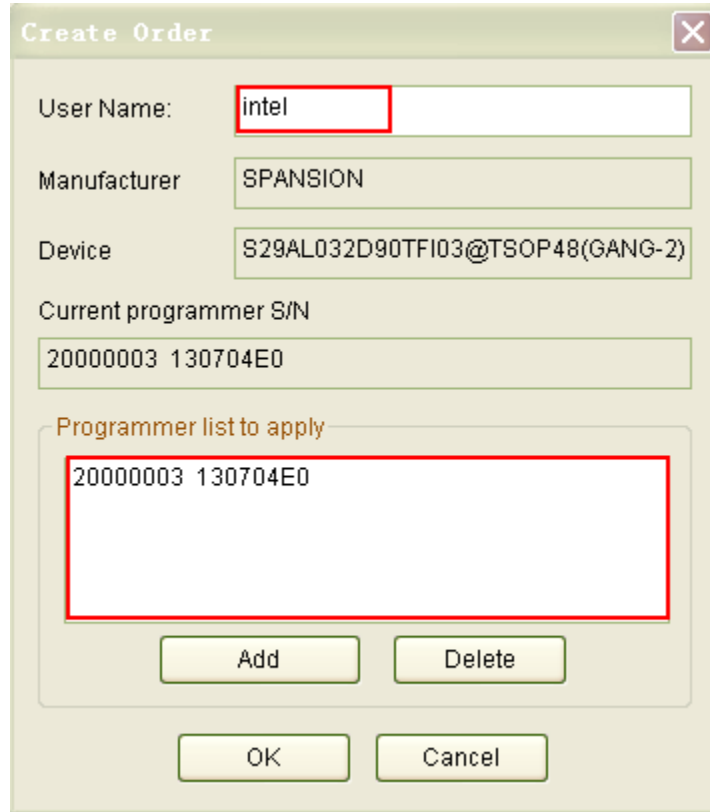 Create Order
User Name: intel
Manufacturer SPANSION
Device S29AL032D90TFI03@TSOP48(GANG-2)
Current programmer S/N
20000003 130704E0
Programmer list to apply
20000003 130704E0
Add Delete
OK Cancel